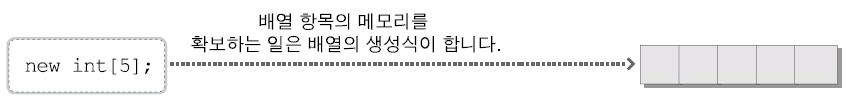 배열 항목의 메모리를
확보하는 일은 배열의 생성식이 합니다.
new int[5];